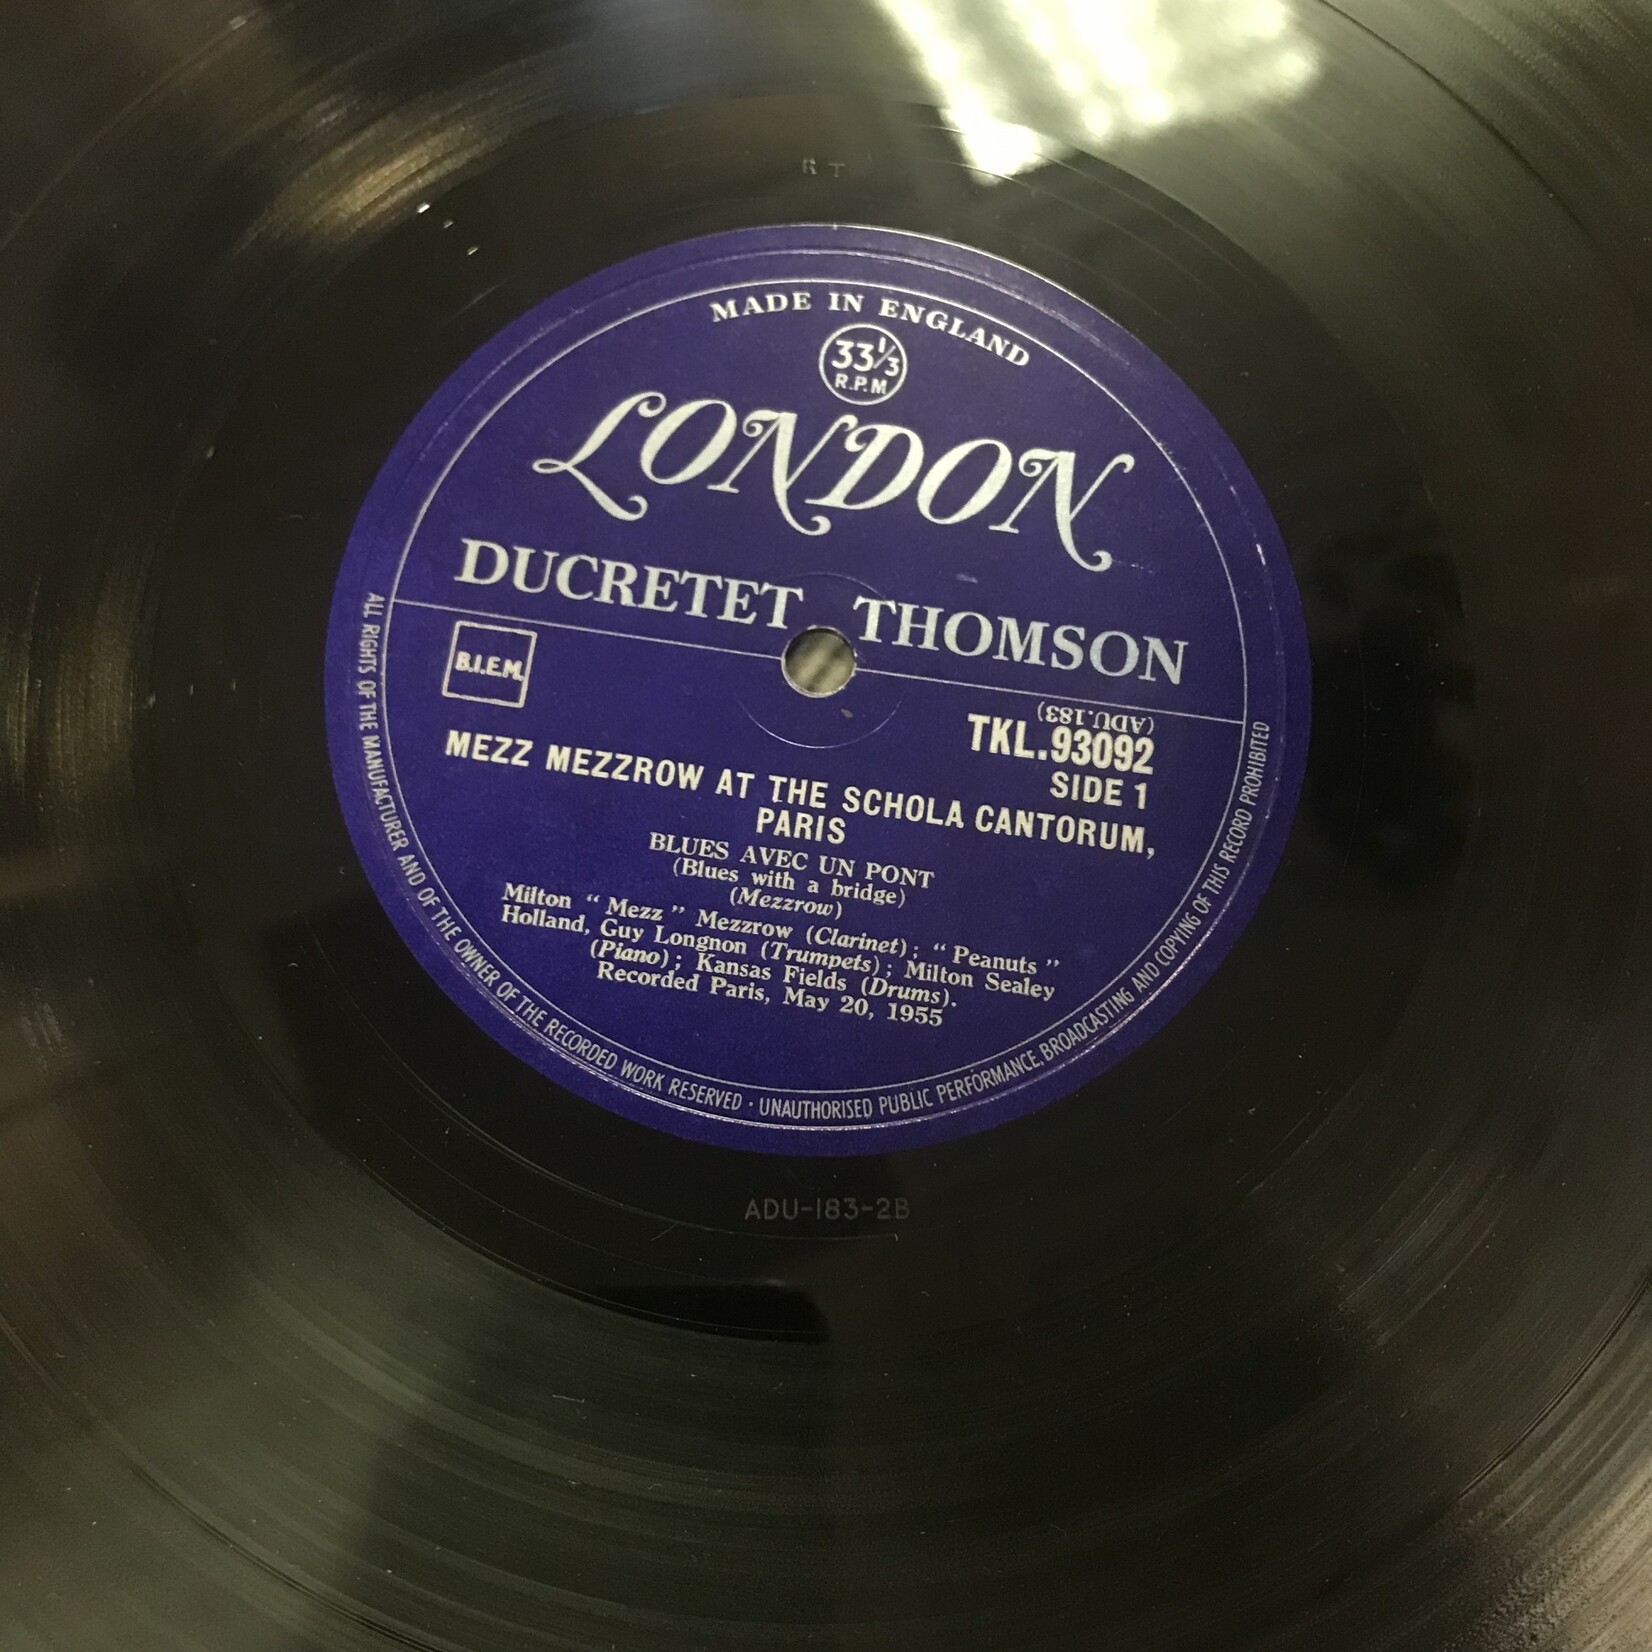 RT
MADE IN ENGLAND
33⅓
R.P.M
LONDON
DUCRETET THOMSON
B.I.E.M.
(ADU.183)
TKL.93092
SIDE 1
MEZZ MEZZROW AT THE SCHOLA CANTORUM,
PARIS
BLUES AVEC UN PONT
(Blues with a bridge)
(Mezzrow)
Milton “ Mezz ” Mezzrow (Clarinet) ; “ Peanuts ”
Holland, Guy Longnon (Trumpets) ; Milton Sealey
(Piano) ; Kansas Fields (Drums).
Recorded Paris, May 20, 1955
ALL RIGHTS OF THE MANUFACTURER AND OF THE OWNER OF THE RECORDED WORK RESERVED · UNAUTHORISED PUBLIC PERFORMANCE, BROADCASTING AND COPYING OF THIS RECORD PROHIBITED
ADU-183-2B